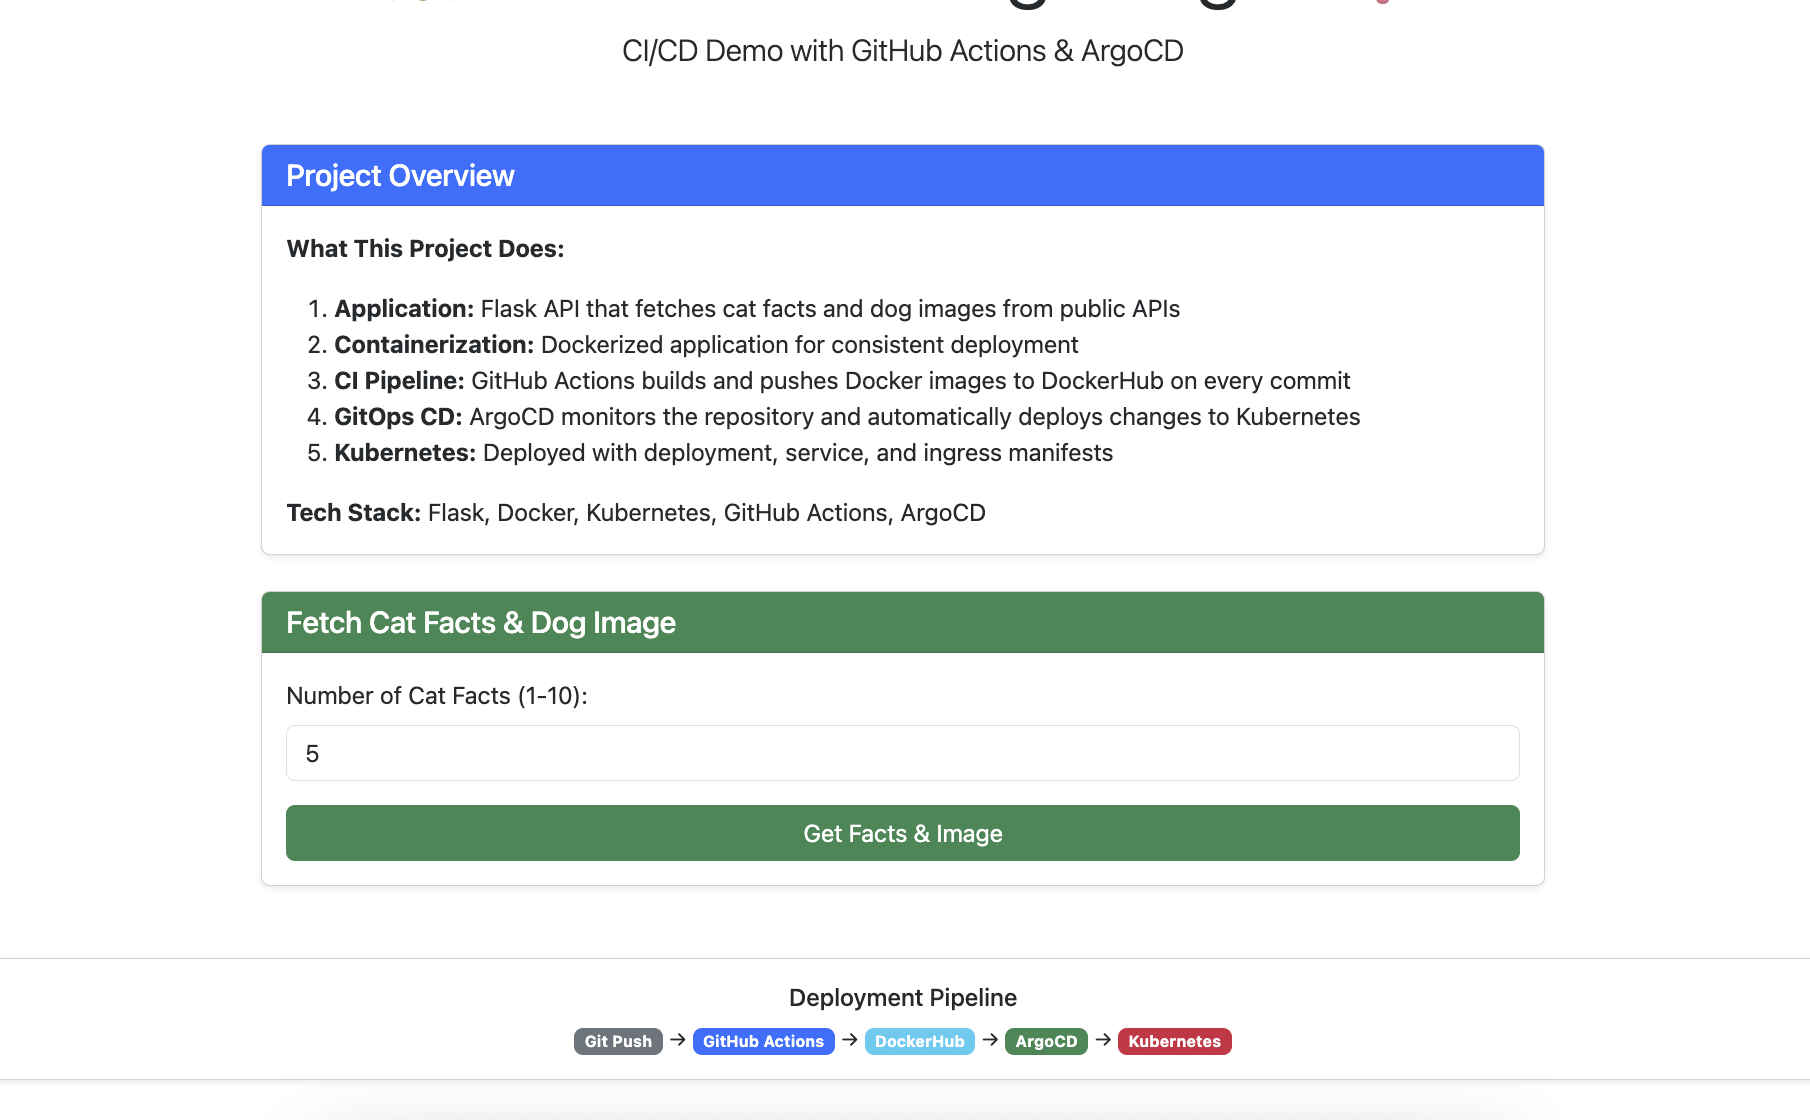 CI/CD Demo with GitHub Actions & ArgoCD
Project Overview
What This Project Does:
1. Application: Flask API that fetches cat facts and dog images from public APIs
2. Containerization: Dockerized application for consistent deployment
3. CI Pipeline: GitHub Actions builds and pushes Docker images to DockerHub on every commit
4. GitOps CD: ArgoCD monitors the repository and automatically deploys changes to Kubernetes
5. Kubernetes: Deployed with deployment, service, and ingress manifests
Tech Stack: Flask, Docker, Kubernetes, GitHub Actions, ArgoCD
Fetch Cat Facts & Dog Image
Number of Cat Facts (1-10):
5
Get Facts & Image
Deployment Pipeline
Git Push → GitHub Actions → DockerHub → ArgoCD → Kubernetes